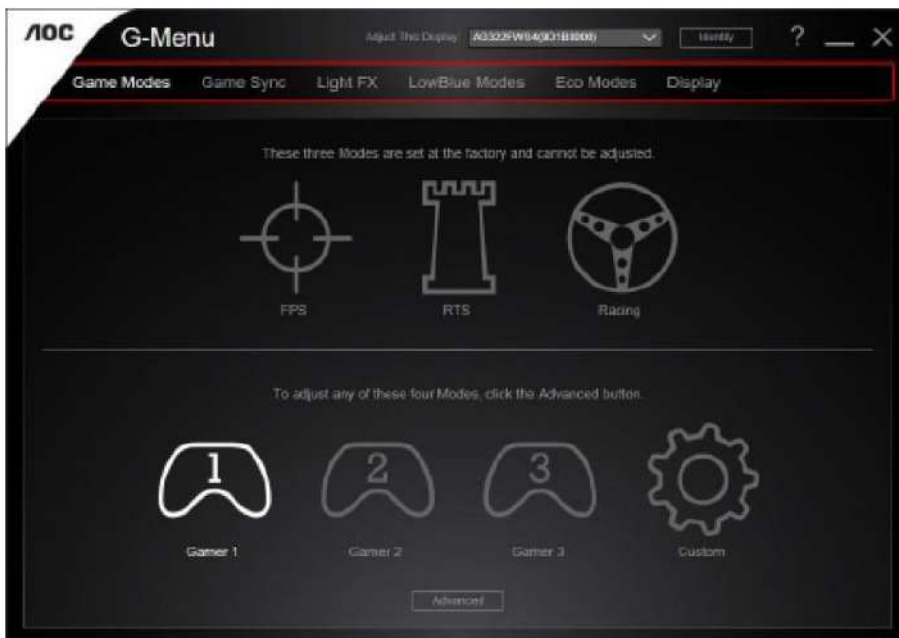 AOC
G-Menu
Adjust This Display
Identify
?
Game Modes Game Sync Light FX LowBlue Modes Eco Modes Display
These three Modes are set at the factory and cannot be adjusted.
FPS RTS Racing
To adjust any of these four Modes, click the Advanced button.
1 2 3
Gamer 1 Gamer 2 Gamer 3 Custom
Advanced